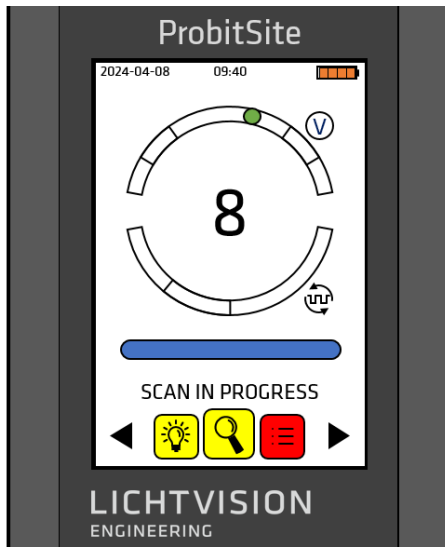 ProbitSite
2024-04-08 09:40
V
8
SCAN IN PROGRESS
LICHTVISION
ENGINEERING